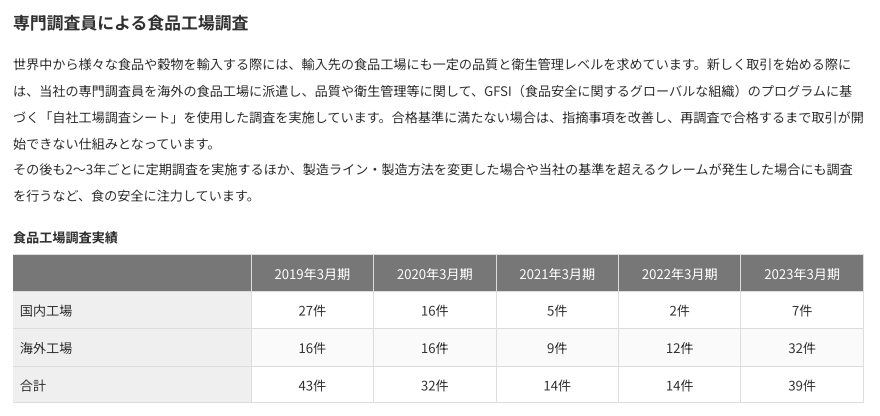 専門調査員による食品工場調査
世界中から様々な食品や穀物を輸入する際には、輸入先の食品工場にも一定の品質と衛生管理レベルを求めています。新しく取引を始める際に
は、当社の専門調査員を海外の食品工場に派遣し、品質や衛生管理等に関して、GFSI（食品安全に関するグローバルな組織）のプログラムに基
づく「自社工場調査シート」を使用した調査を実施しています。合格基準に満たない場合は、指摘事項を改善し、再調査で合格するまで取引が開
始できない仕組みとなっています。
その後も2〜3年ごとに定期調査を実施するほか、製造ライン・製造方法を変更した場合や当社の基準を超えるクレームが発生した場合にも調査
を行うなど、食の安全に注力しています。
食品工場調査実績
2019年3月期 2020年3月期 2021年3月期 2022年3月期 2023年3月期
国内工場 27件 16件 5件 2件 7件
海外工場 16件 16件 9件 12件 32件
合計 43件 32件 14件 14件 39件